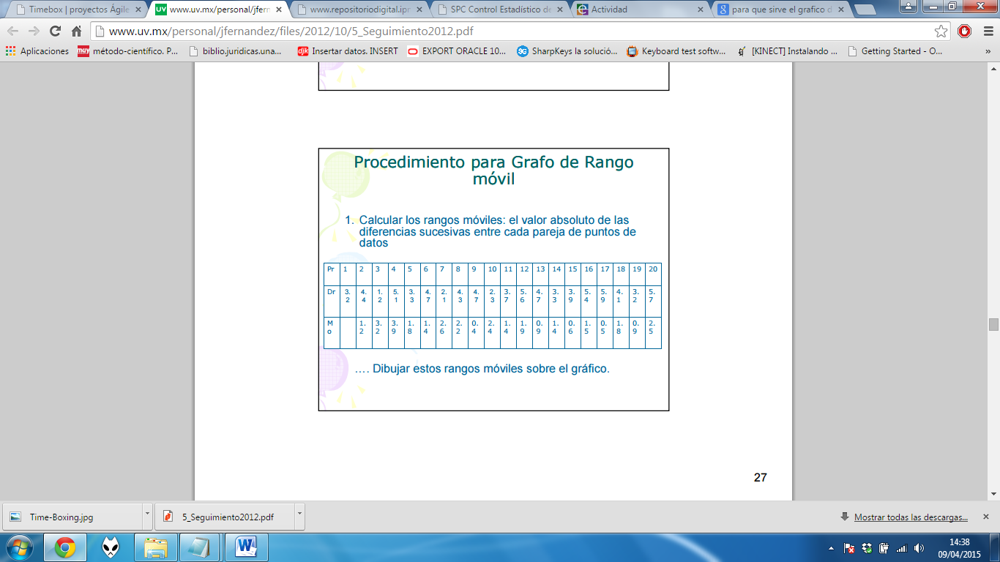 Timebox | proyectos Ágile
www.uv.mx/personal/jfern
www.repositoriodigital.ipn
SPC Control Estadístico de
Actividad
para que sirve el grafico d
www.uv.mx/personal/jfernandez/files/2012/10/5_Seguimiento2012.pdf
Aplicaciones
muy método-científico. P...
biblio.juridicas.una...
djk Insertar datos. INSERT
EXPORT ORACLE 10...
SharpKeys la solució...
Keyboard test softw...
[KINECT] Instalando ...
Getting Started - O...
»
Procedimiento para Grafo de Rango
móvil
1. Calcular los rangos móviles: el valor absoluto de las
diferencias sucesivas entre cada pareja de puntos de
datos
Pr 1 2 3 4 5 6 7 8 9 10 11 12 13 14 15 16 17 18 19 20
Dr 3.2 4.4 1.2 5.1 3.3 4.7 2.1 4.3 4.7 2.3 3.7 5.6 4.7 3.3 3.9 5.4 5.9 4.1 3.2 5.7
Mo 1.2 3.2 3.9 1.8 1.4 2.6 2.2 0.4 2.4 1.4 1.9 0.9 1.4 0.6 1.5 0.5 1.8 0.9 2.5
.... Dibujar estos rangos móviles sobre el gráfico.
27
Time-Boxing.jpg
5_Seguimiento2012.pdf
Mostrar todas las descargas...
14:38
09/04/2015